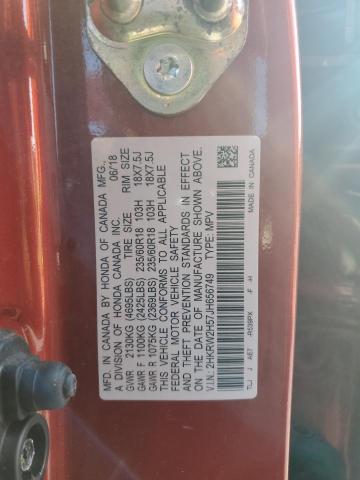 MFD. IN CANADA BY HONDA OF CANADA MFG.,
A DIVISION OF HONDA CANADA INC. 06/18
TIRE SIZE RIM SIZE
GVWR 2130KG (4695LBS)
GAWR F 1100KG (2425LBS) 235/60R18 103H 18X7.5J
GAWR R 1075KG (2369LBS) 235/60R18 103H 18X7.5J
THIS VEHICLE CONFORMS TO ALL APPLICABLE
FEDERAL MOTOR VEHICLE SAFETY
AND THEFT PREVENTION STANDARDS IN EFFECT
ON THE DATE OF MANUFACTURE SHOWN ABOVE.
V.I.N.: 2HKRW2H57JH656749 TYPE: MPV
TLJ J A67 -R559PX # -H MADE IN CANADA